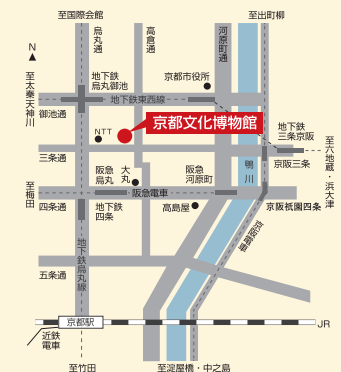 至国際会館
至出町柳
烏丸通
高倉通
河原町通
N
至太秦天神川
地下鉄
烏丸御池
京都市役所
地下鉄東西線
御池通
NTT
京都文化博物館
地下鉄
三条京阪
三条通
京阪三条
至六地蔵・浜大津
鴨川
至梅田
阪急
烏丸
大丸
阪急
河原町
阪急電車
四条通
地下鉄
四条
高島屋
京阪祇園四条
京阪電車
地下鉄烏丸線
五条通
京都駅
JR
近鉄
電車
至竹田
至淀屋橋・中之島